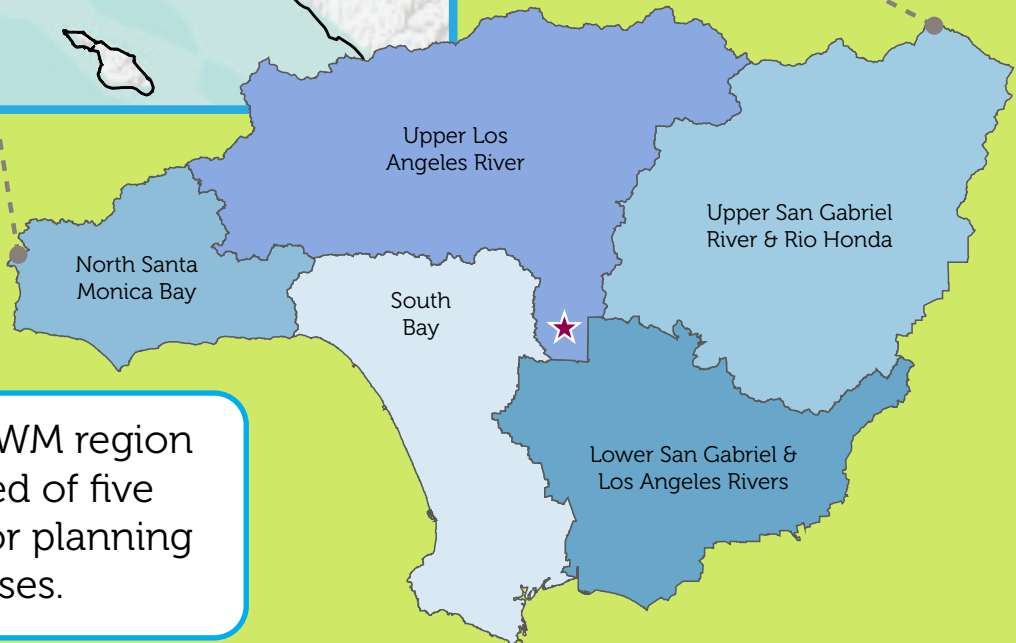 Upper Los
Angeles River
Upper San Gabriel
River & Rio Honda
North Santa
Monica Bay
South
Bay
Lower San Gabriel &
Los Angeles Rivers
WM region
ed of five
or planning
ses.